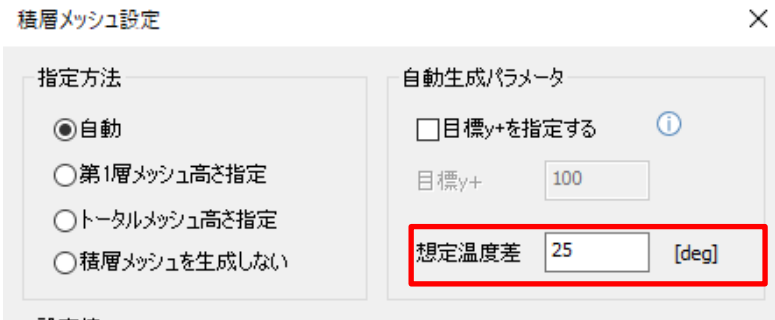 積層メッシュ設定
指定方法
自動
第1層メッシュ高さ指定
トータルメッシュ高さ指定
積層メッシュを生成しない
自動生成パラメータ
目標y+を指定する
目標y+ 100
想定温度差 25 [deg]